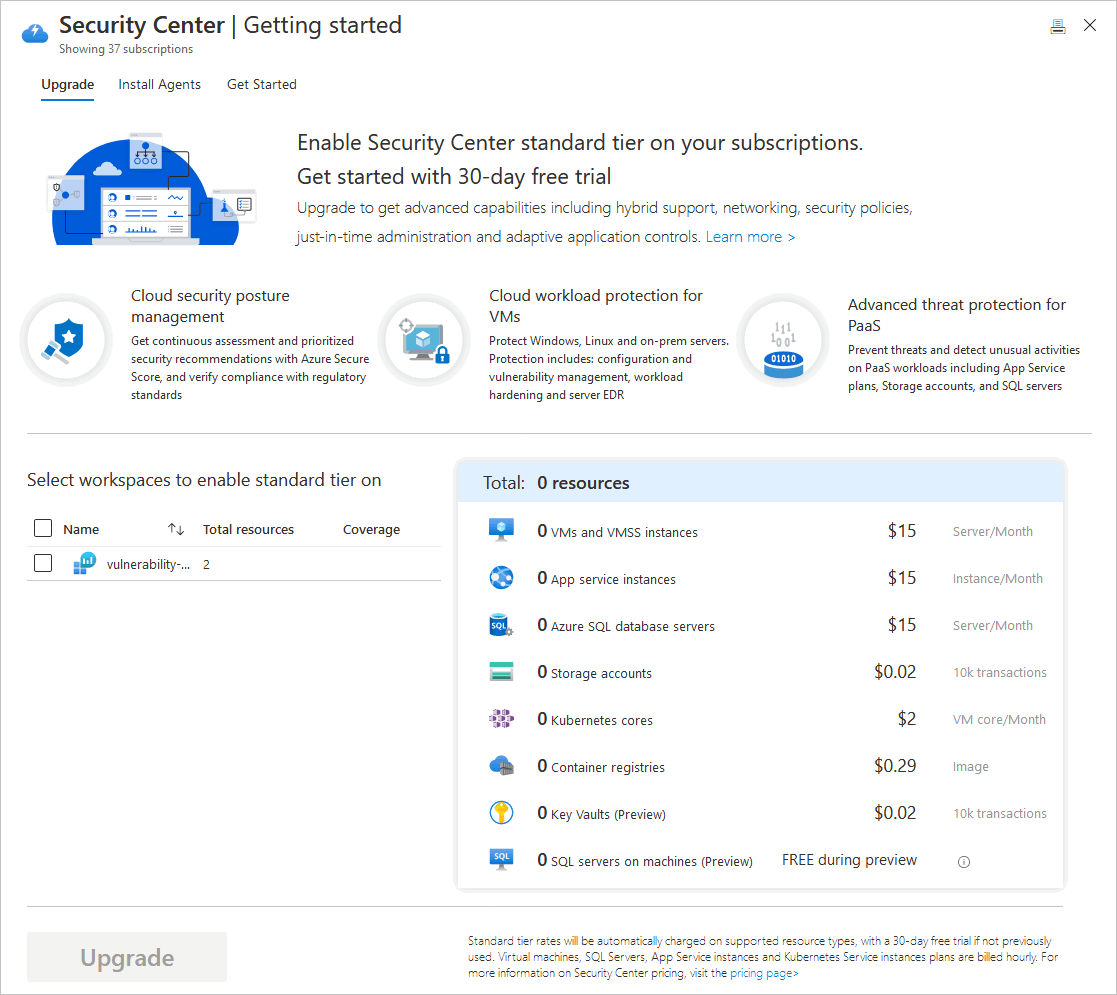 Security Center | Getting started
Showing 37 subscriptions
Upgrade Install Agents Get Started
Enable Security Center standard tier on your subscriptions.
Get started with 30-day free trial
Upgrade to get advanced capabilities including hybrid support, networking, security policies,
just-in-time administration and adaptive application controls. Learn more >
Cloud security posture
management
Get continuous assessment and prioritized
security recommendations with Azure Secure
Score, and verify compliance with regulatory
standards
Cloud workload protection for
VMs
Protect Windows, Linux and on-prem servers.
Protection includes: configuration and
vulnerability management, workload
hardening and server EDR
Advanced threat protection for
PaaS
Prevent threats and detect unusual activities
on PaaS workloads including App Service
plans, Storage accounts, and SQL servers
Select workspaces to enable standard tier on
Name Total resources Coverage
vulnerability-... 2
Total: 0 resources
0 VMs and VMSS instances $15 Server/Month
0 App service instances $15 Instance/Month
SQL 0 Azure SQL database servers $15 Server/Month
0 Storage accounts $0.02 10k transactions
0 Kubernetes cores $2 VM core/Month
0 Container registries $0.29 Image
0 Key Vaults (Preview) $0.02 10k transactions
SQL 0 SQL servers on machines (Preview) FREE during preview
Upgrade
Standard tier rates will be automatically charged on supported resource types, with a 30-day free trial if not previously
used. Virtual machines, SQL Servers, App Service instances and Kubernetes Service instances plans are billed hourly. For
more information on Security Center pricing, visit the pricing page>